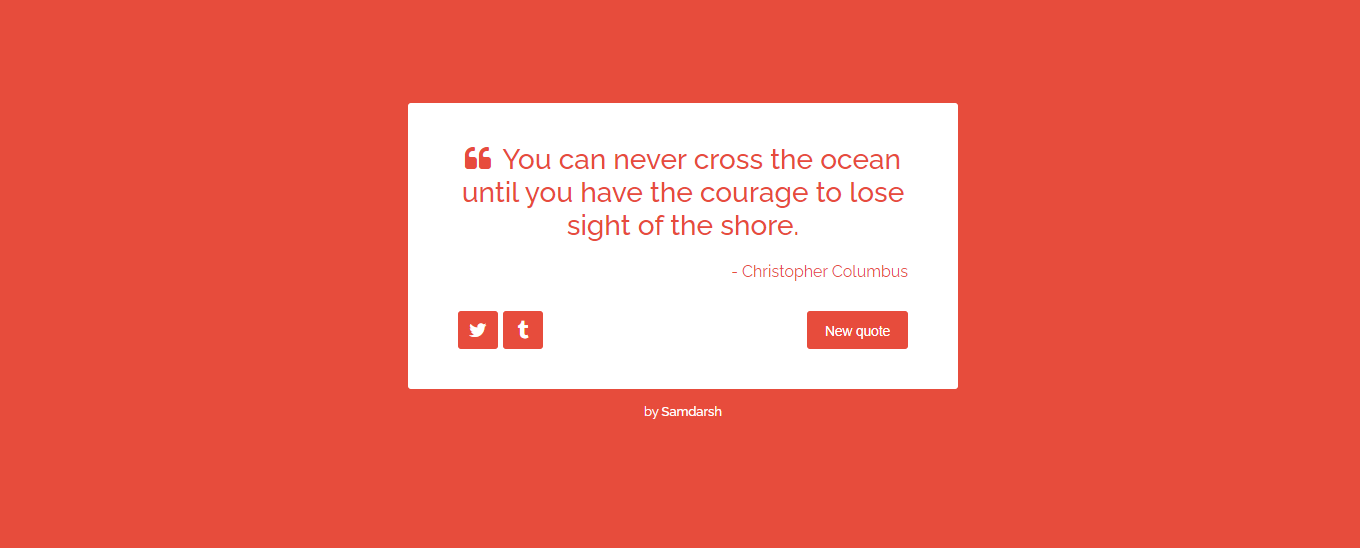 ❝ You can never cross the ocean
until you have the courage to lose
sight of the shore.
- Christopher Columbus
New quote
by Samdarsh